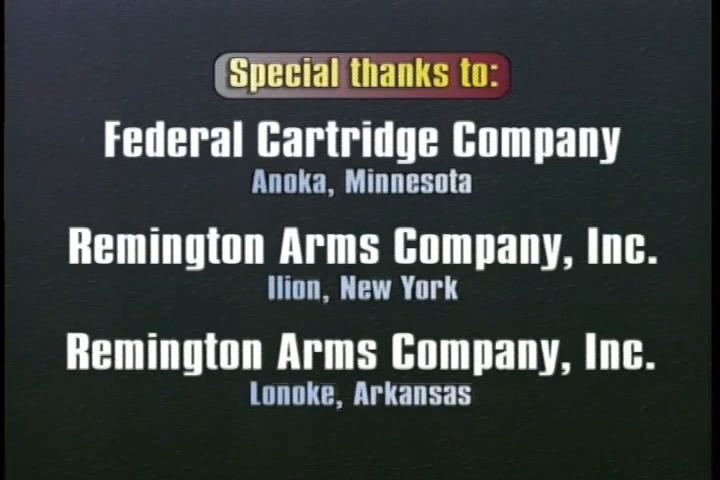 Special thanks to:
Federal Cartridge Company
Anoka, Minnesota
Remington Arms Company, Inc.
Ilion, New York
Remington Arms Company, Inc.
Lonoke, Arkansas